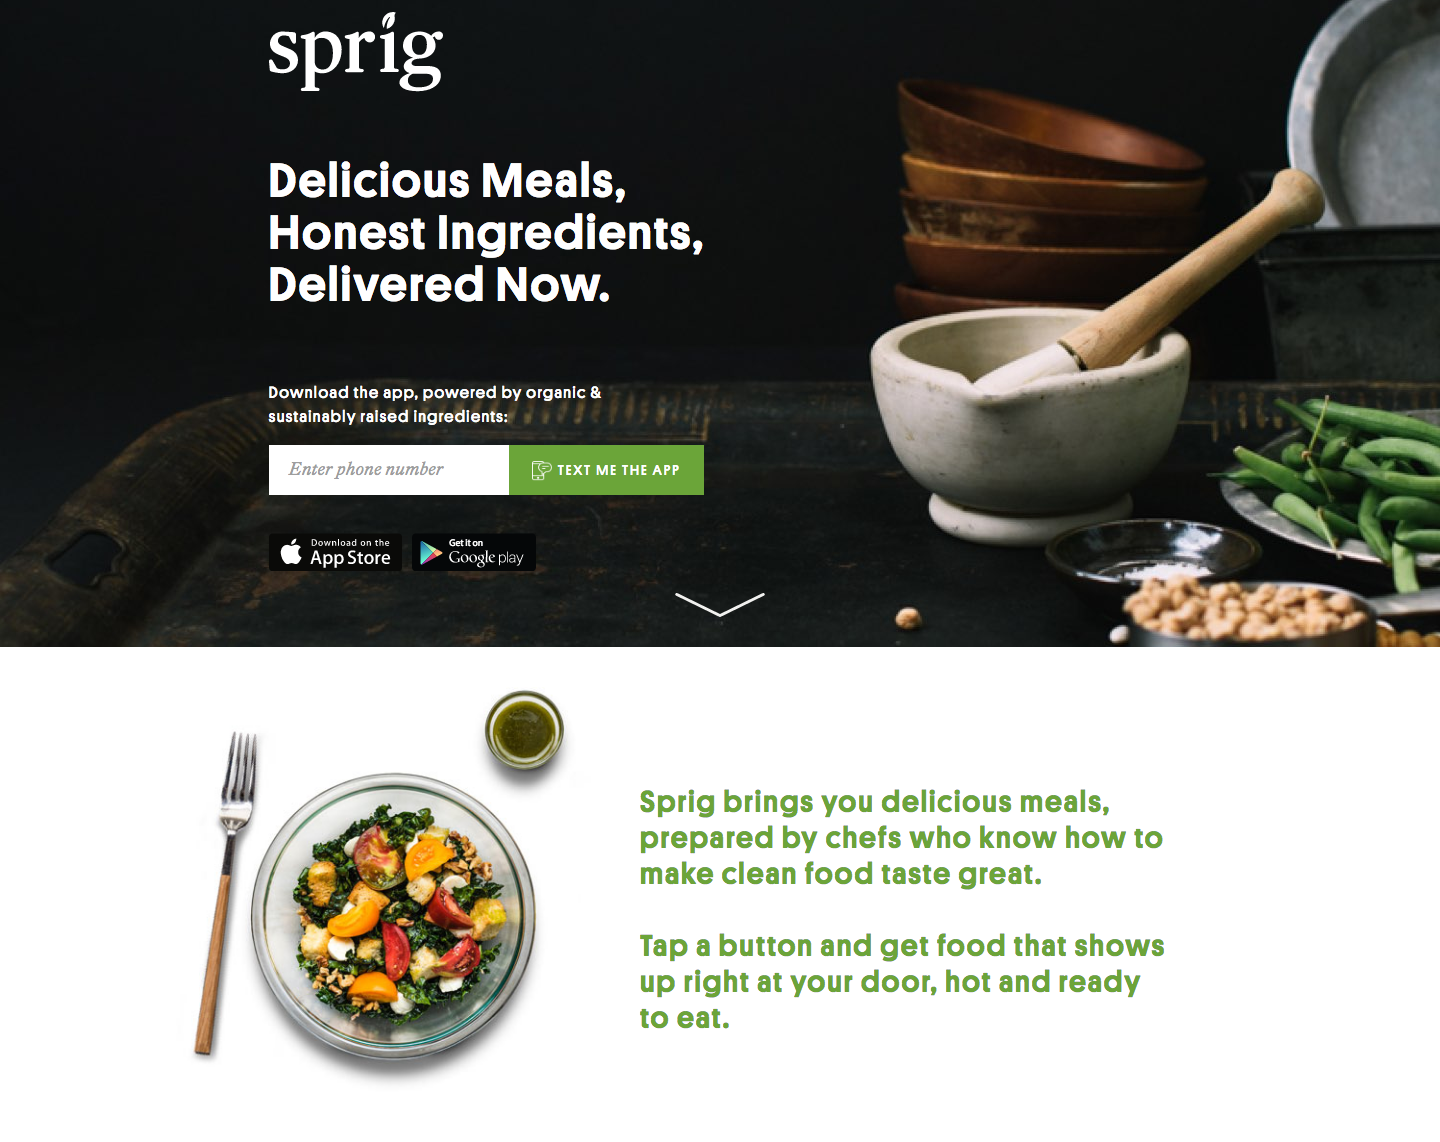 sprig
Delicious Meals,
Honest Ingredients,
Delivered Now.
Download the app, powered by organic &
sustainably raised ingredients:
Enter phone number
TEXT ME THE APP
Download on the
App Store
Get it on
Google play
Sprig brings you delicious meals,
prepared by chefs who know how to
make clean food taste great.
Tap a button and get food that shows
up right at your door, hot and ready
to eat.